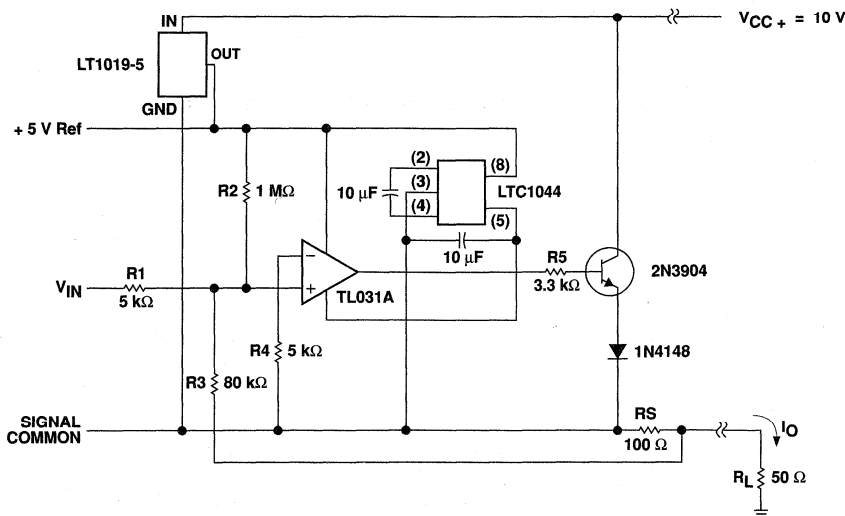 IN
V_CC + = 10 V
OUT
LT1019-5
GND
+ 5 V Ref
(2)
(8)
(3)
10 μF
LTC1044
R2 1 MΩ
(4)
(5)
10 μF
R5
2N3904
3.3 kΩ
R1
V_IN
5 kΩ
−
+
TL031A
R4 5 kΩ
1N4148
R3 80 kΩ
SIGNAL
COMMON
RS
100 Ω
I_O
R_L 50 Ω